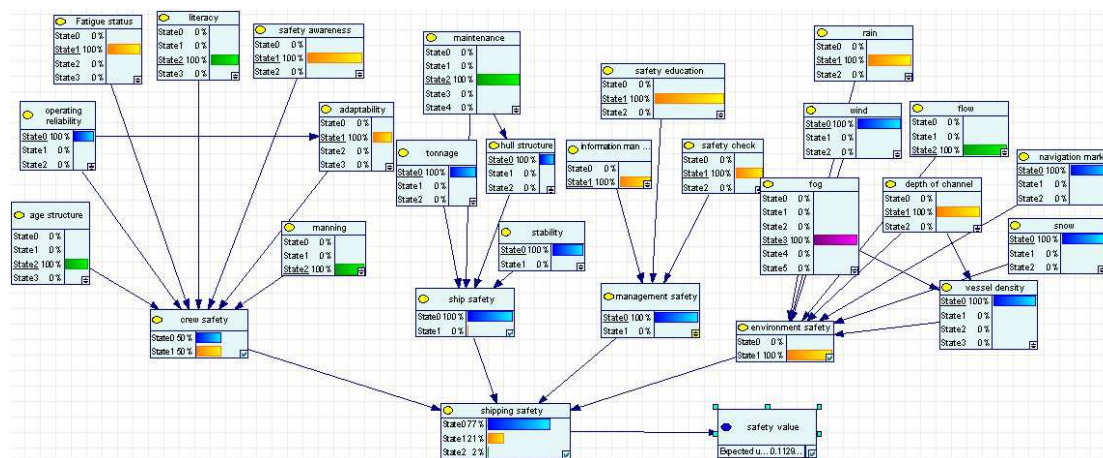 Fatigue status
State0 0%
State1 100%
State2 0%
State3 0%
literacy
State0 0%
State1 0%
State2 100%
State3 0%
safety awareness
State0 0%
State1 100%
State2 0%
maintenance
State0 0%
State1 0%
State2 100%
State3 0%
State4 0%
safety education
State0 0%
State1 100%
State2 0%
rain
State0 0%
State1 100%
State2 0%
operating
reliability
State0 100%
State1 0%
State2 0%
adaptability
State0 0%
State1 100%
State2 0%
State3 0%
tonnage
State0 100%
State1 0%
State2 0%
hull structure
State0 100%
State1 0%
State2 0%
information man ...
State0 0%
State1 100%
safety check
State0 0%
State1 100%
State2 0%
wind
State0 100%
State1 0%
State2 0%
flow
State0 0%
State1 0%
State2 100%
navigation mark
State0 100%
State1 0%
State2 0%
fog
State0 0%
State1 0%
State2 0%
State3 100%
State4 0%
State5 0%
depth of channel
State0 0%
State1 100%
State2 0%
age structure
State0 0%
State1 0%
State2 100%
State3 0%
manning
State0 0%
State1 0%
State2 100%
stability
State0 100%
State1 0%
snow
State0 100%
State1 0%
State2 0%
crew safety
State0 50%
State1 50%
ship safety
State0 100%
State1 0%
management safety
State0 100%
State1 0%
environment safety
State0 0%
State1 100%
vessel density
State0 100%
State1 0%
State2 0%
State3 0%
shipping safety
State0 77%
State1 21%
State2 2%
safety value
Expected u... 0.1129...